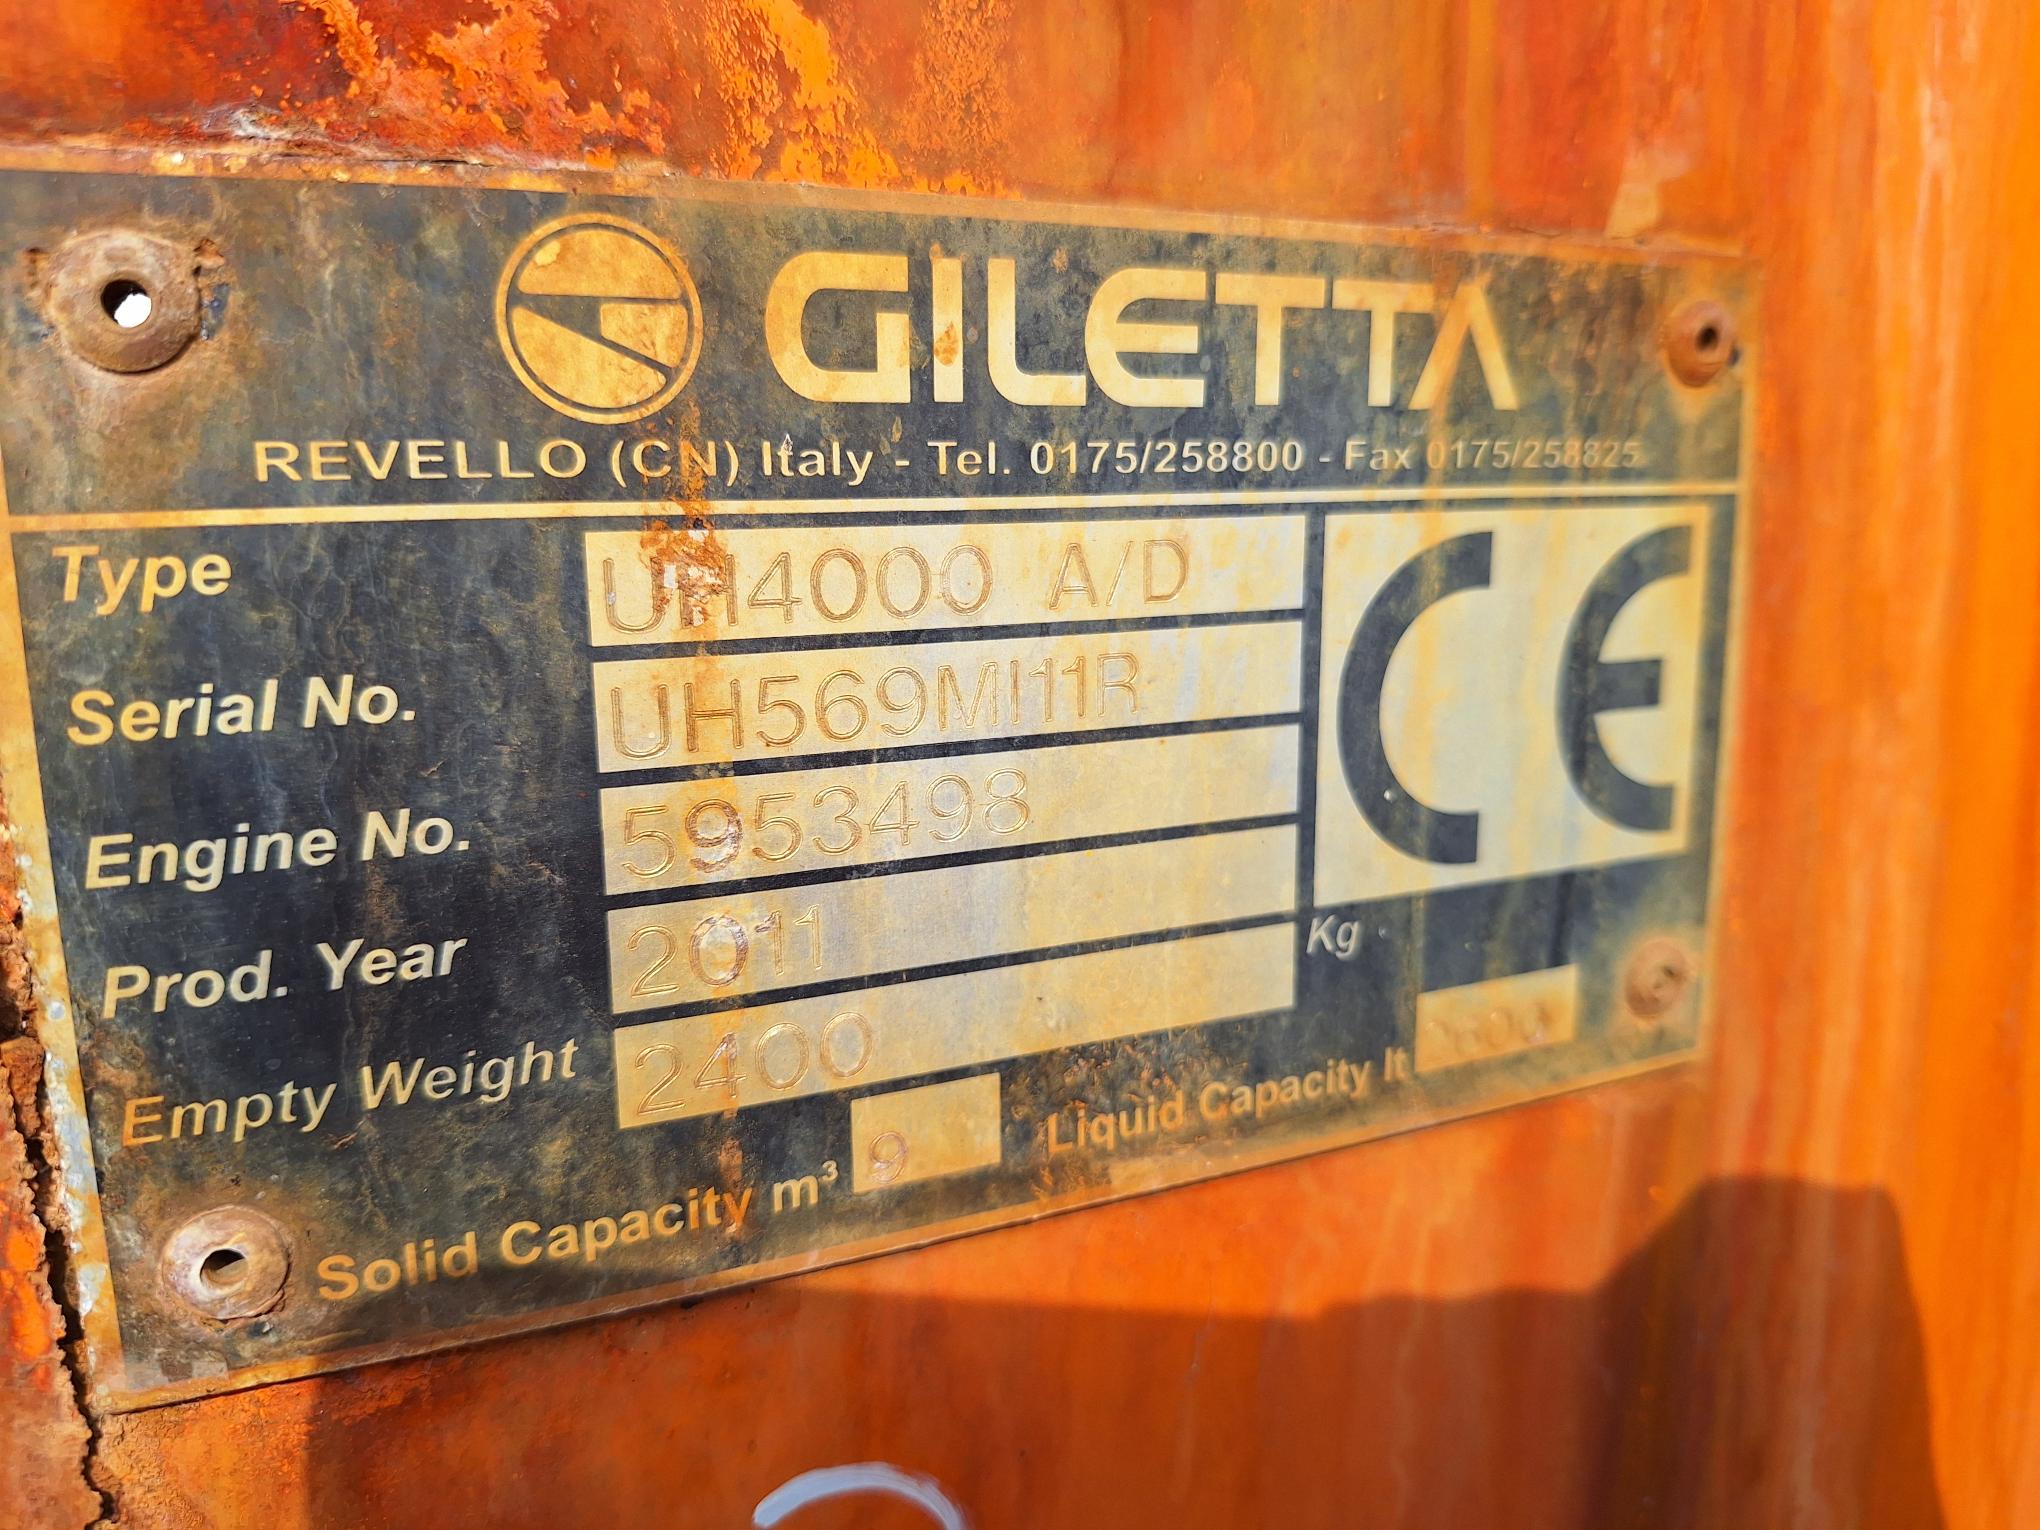 GILETTA
REVELLO (CN) Italy - Tel. 0175/258800 - Fax 0175/258825
Type UH4000 A/D
Serial No. UH569MI11R
Engine No. 5953498
Prod. Year 2011
Empty Weight 2400 Kg
Solid Capacity m³ 9 Liquid Capacity lt
CE